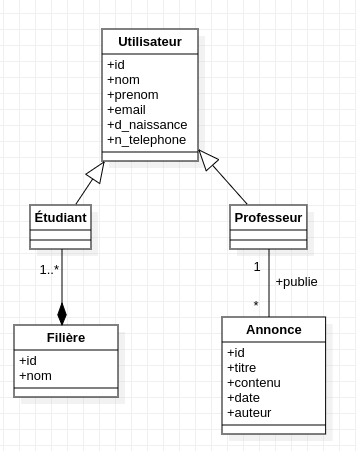 Utilisateur
+id
+nom
+prenom
+email
+d_naissance
+n_telephone
Étudiant
Professeur
1..*
1
+publie
*
Filière
+id
+nom
Annonce
+id
+titre
+contenu
+date
+auteur